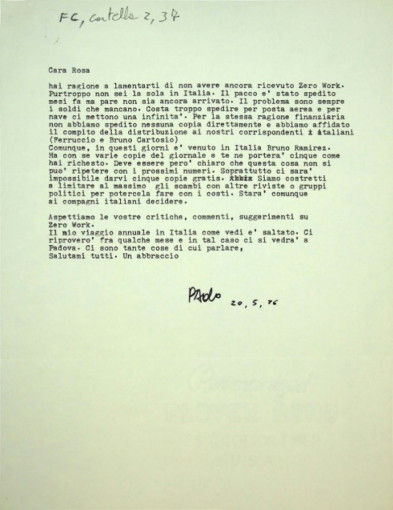 FC, cartella 2, 34
Cara Rosa
hai ragione a lamentarti di non avere ancora ricevuto Zero Work.
Purtroppo non sei la sola in Italia. Il pacco e' stato spedito
mesi fa ma pare non sia ancora arrivato. Il problema sono sempre
i soldi che mancano. Costa troppo spedire per posta aerea e per
nave ci mettono una infinita'. Per la stessa ragione finanziaria
non abbiamo spedito nessuna copia direttamente e abbiamo affidato
il compito della distribuzione ai nostri corrispondenti i italiani
(Ferruccio e Bruno Cartosio)
Comunque, in questi giorni e' venuto in Italia Bruno Ramirez.
Ha con se varie copie del giornale e te ne portera' cinque come
hai richesto. Deve essere pero' chiaro che questa cosa non si
puo' ripetere con i prossimi numeri. Soprattutto ci sara'
impossibile darvi cinque copie gratis. Siamo costretti
a limitare al massimo gli scambi con altre riviste o gruppi
politici per potercela fare con i costi. Stara' comunque
ai compagni italiani decidere.
Aspettiamo le vostre critiche, commenti, suggerimenti su
Zero Work.
Il mio viaggio annuale in Italia come vedi e' saltato. Ci
riprovero' fra qualche mese e in tal caso ci si vedra' a
Padova. Ci sono tante cose di cui parlare,
Salutami tutti. Un abbraccio
Paolo 20, 5, 76